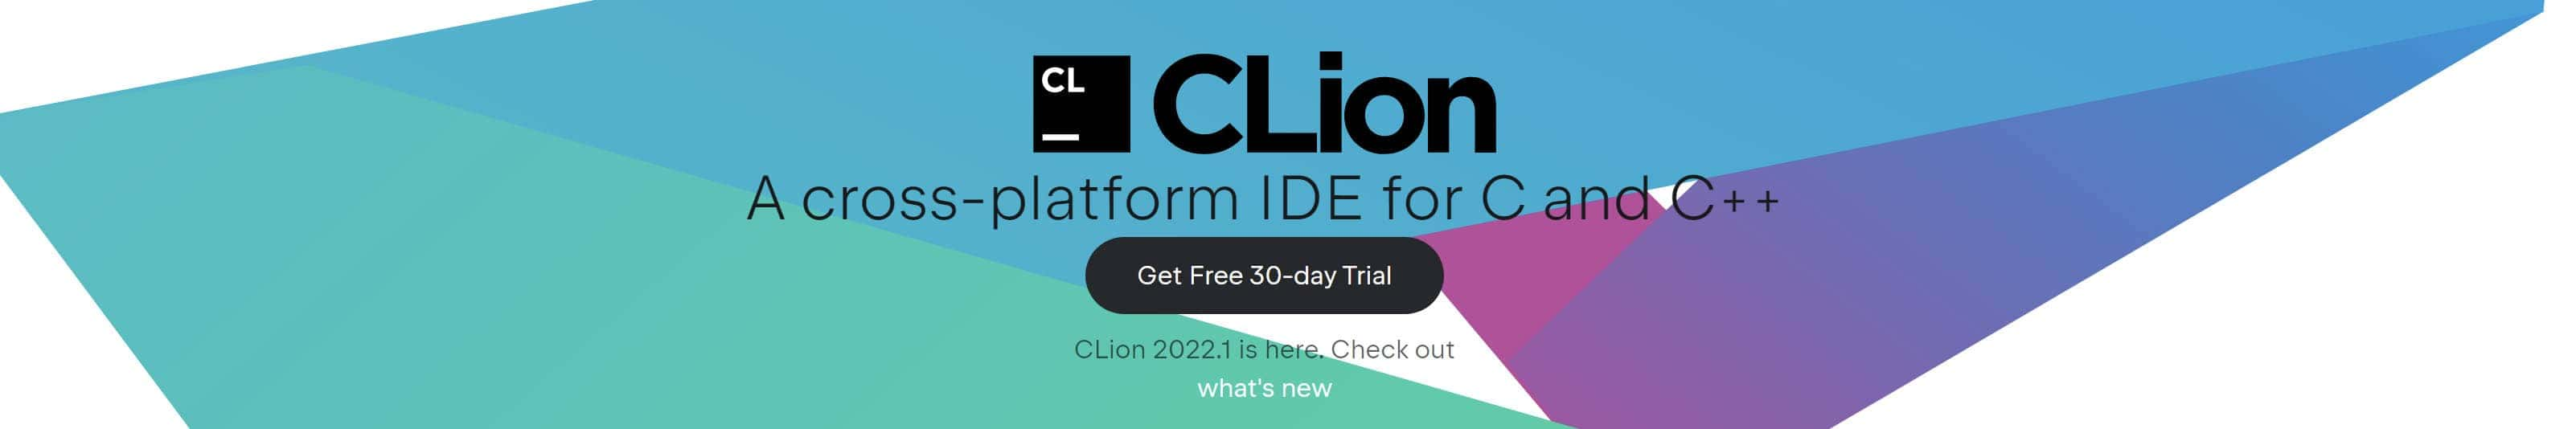 CL
CLion
A cross-platform IDE for C and C++
Get Free 30-day Trial
CLion 2022.1 is here. Check out
what's new